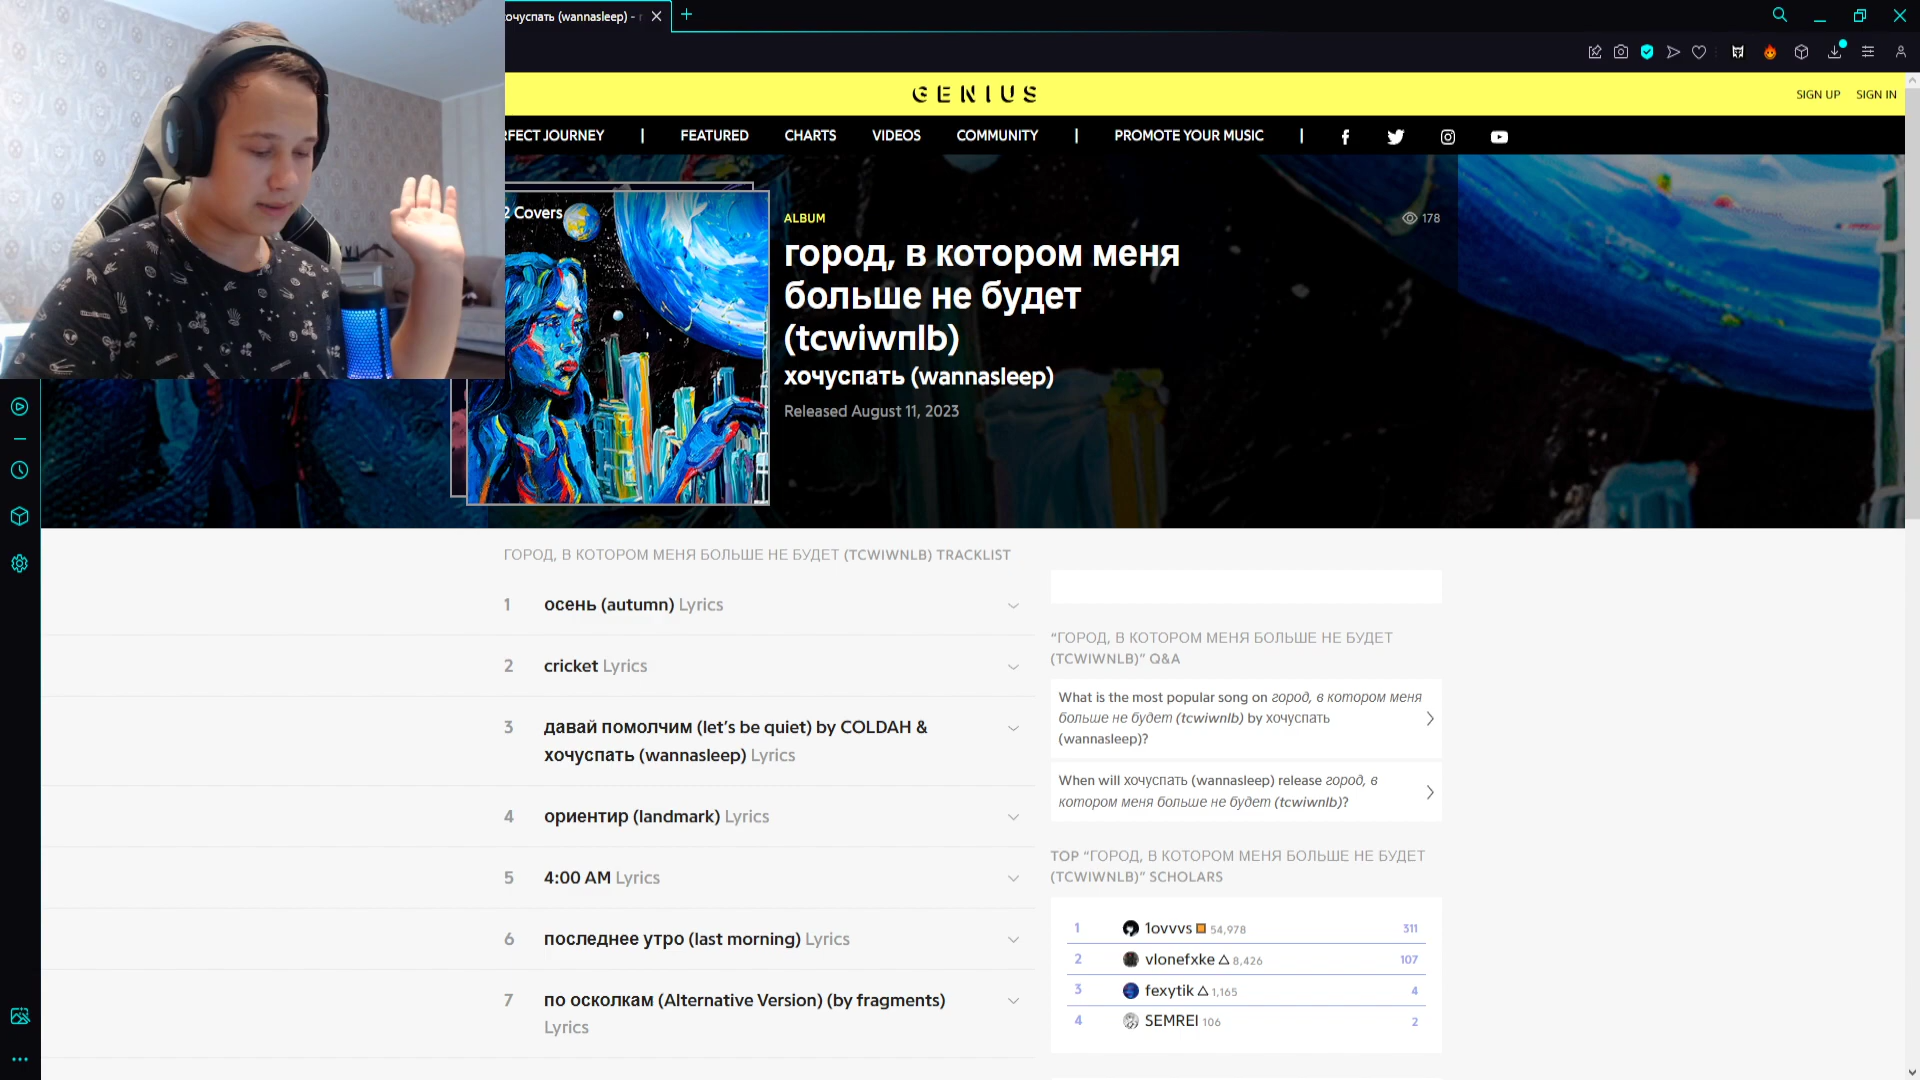 очуспать (wannasleep) -
GENIUS
SIGN UP
SIGN IN
RFECT JOURNEY
|
FEATURED
CHARTS
VIDEOS
COMMUNITY
|
PROMOTE YOUR MUSIC
|
2 Covers
ALBUM
178
город, в котором меня
больше не будет
(tcwiwnlb)
хочуспать (wannasleep)
Released August 11, 2023
ГОРОД, В КОТОРОМ МЕНЯ БОЛЬШЕ НЕ БУДЕТ (TCWIWNLB) TRACKLIST
1 осень (autumn) Lyrics
2 cricket Lyrics
3 давай помолчим (let's be quiet) by COLDAH &
хочуспать (wannasleep) Lyrics
4 ориентир (landmark) Lyrics
5 4:00 AM Lyrics
6 последнее утро (last morning) Lyrics
7 по осколкам (Alternative Version) (by fragments)
Lyrics
“ГОРОД, В КОТОРОМ МЕНЯ БОЛЬШЕ НЕ БУДЕТ
(TCWIWNLB)” Q&A
What is the most popular song on город, в котором меня
больше не будет (tcwiwnlb) by хочуспать
(wannasleep)?
When will хочуспать (wannasleep) release город, в
котором меня больше не будет (tcwiwnlb)?
TOP “ГОРОД, В КОТОРОМ МЕНЯ БОЛЬШЕ НЕ БУДЕТ
(TCWIWNLB)” SCHOLARS
1 1ovvvs 54,978 311
2 vlonefxke 8,426 107
3 fexytik 1,165 4
4 SEMREI 106 2